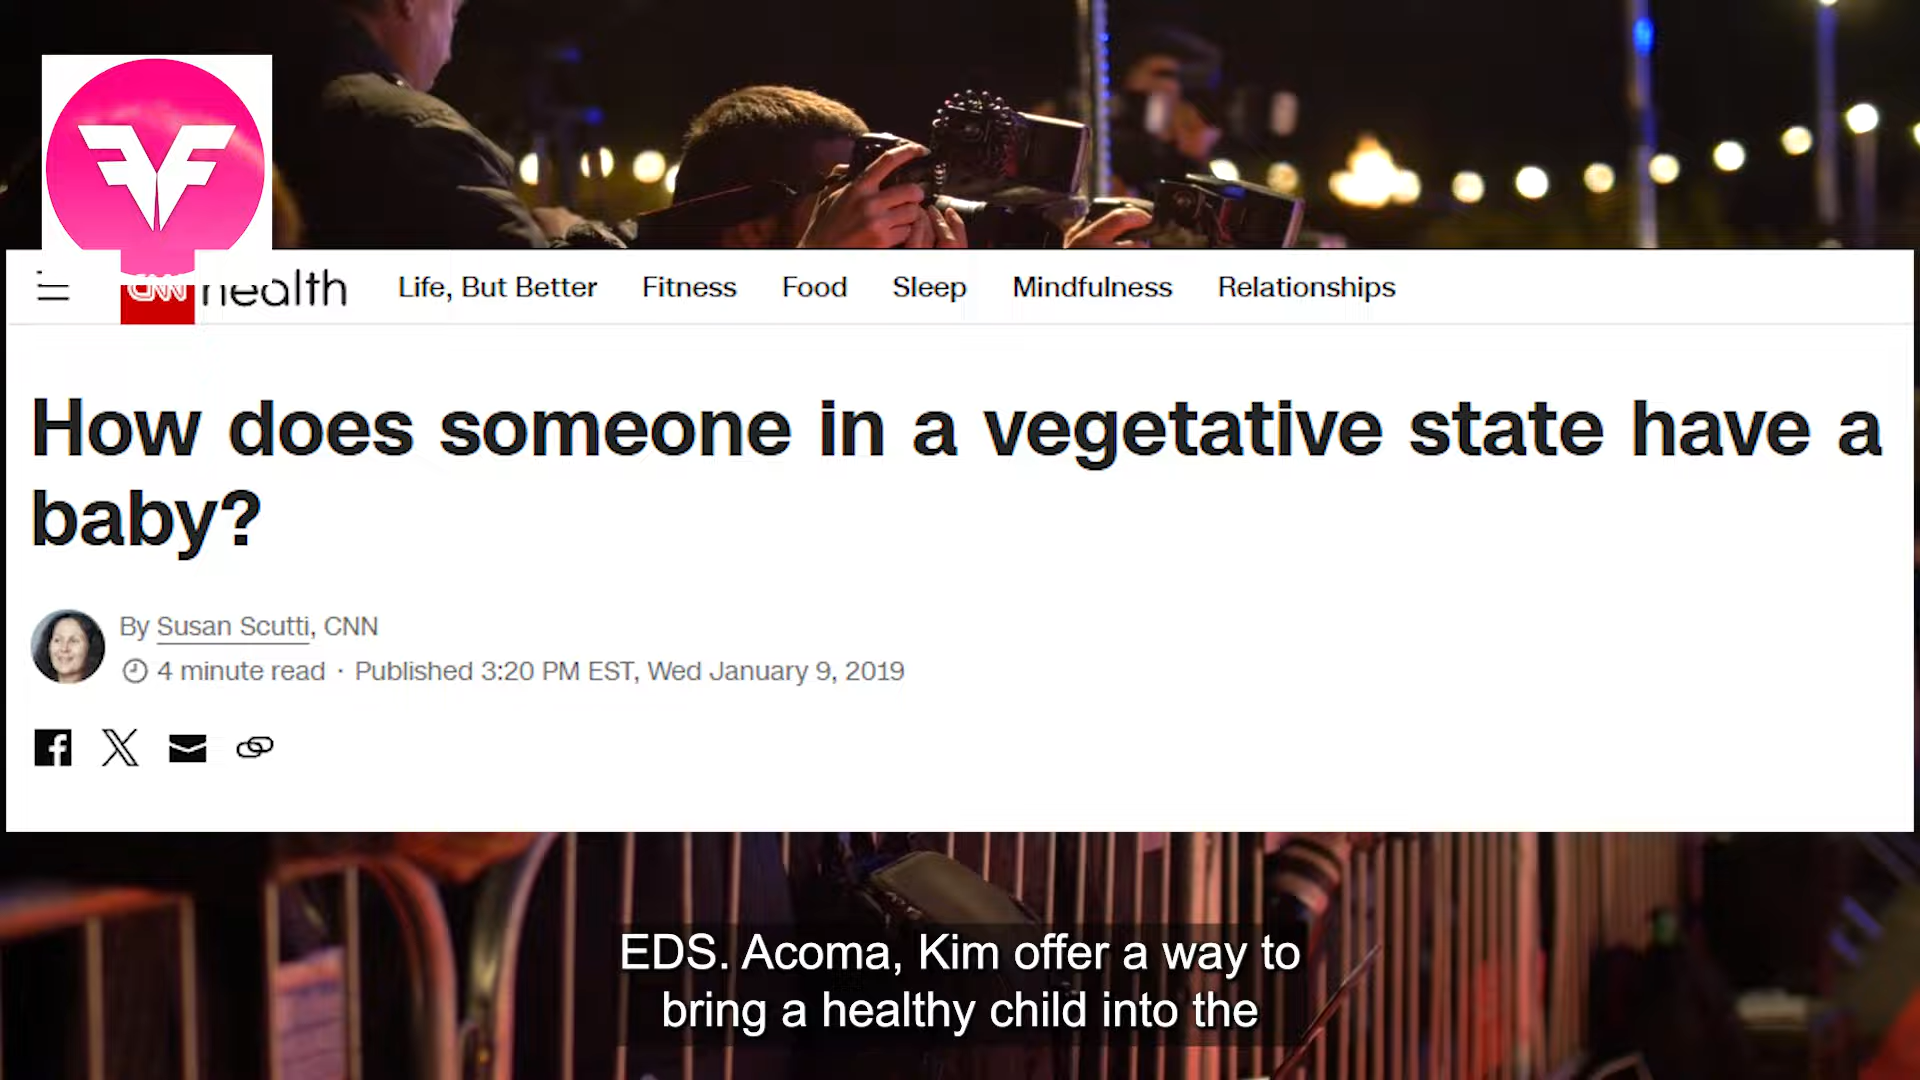 FF
CNN health Life, But Better Fitness Food Sleep Mindfulness Relationships
How does someone in a vegetative state have a
baby?
By Susan Scutti, CNN
4 minute read · Published 3:20 PM EST, Wed January 9, 2019
EDS. Acoma, Kim offer a way to
bring a healthy child into the